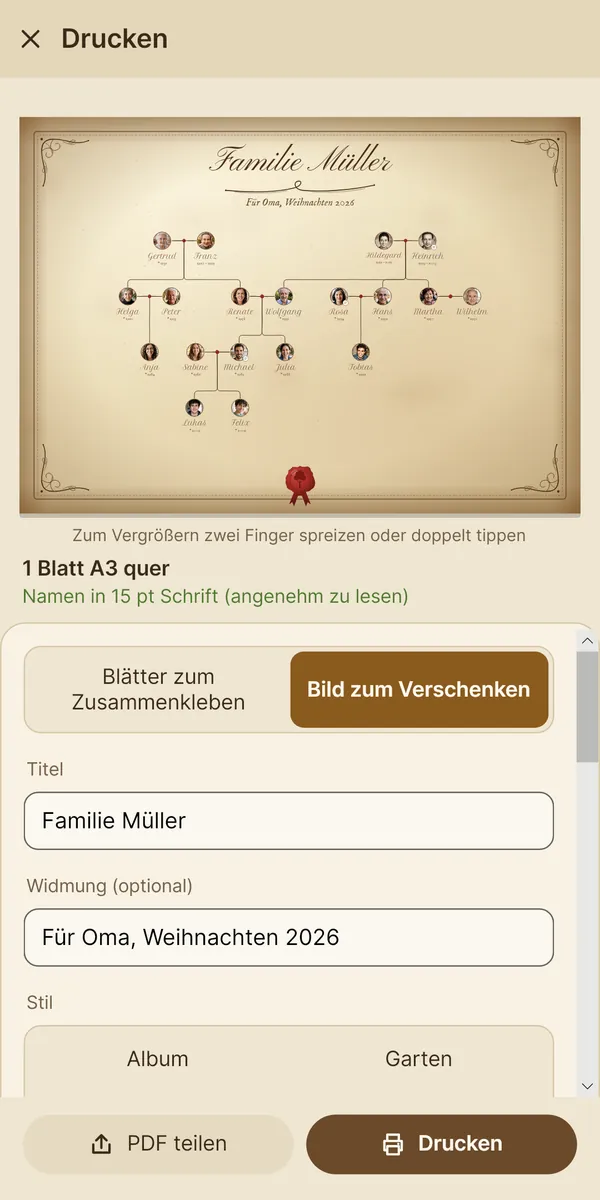 Drucken
Familie Müller
Für Oma, Weihnachten 2026
Gertrud Franz Hildegard Heinrich
Helga Peter Renate Wolfgang Rosa Hans Martha Wilhelm
Anja Sabine Michael Julia Tobias
Lukas Felix
Zum Vergrößern zwei Finger spreizen oder doppelt tippen
1 Blatt A3 quer
Namen in 15 pt Schrift (angenehm zu lesen)
Blätter zum
Zusammenkleben
Bild zum Verschenken
Titel
Familie Müller
Widmung (optional)
Für Oma, Weihnachten 2026
Stil
Album Garten
PDF teilen Drucken